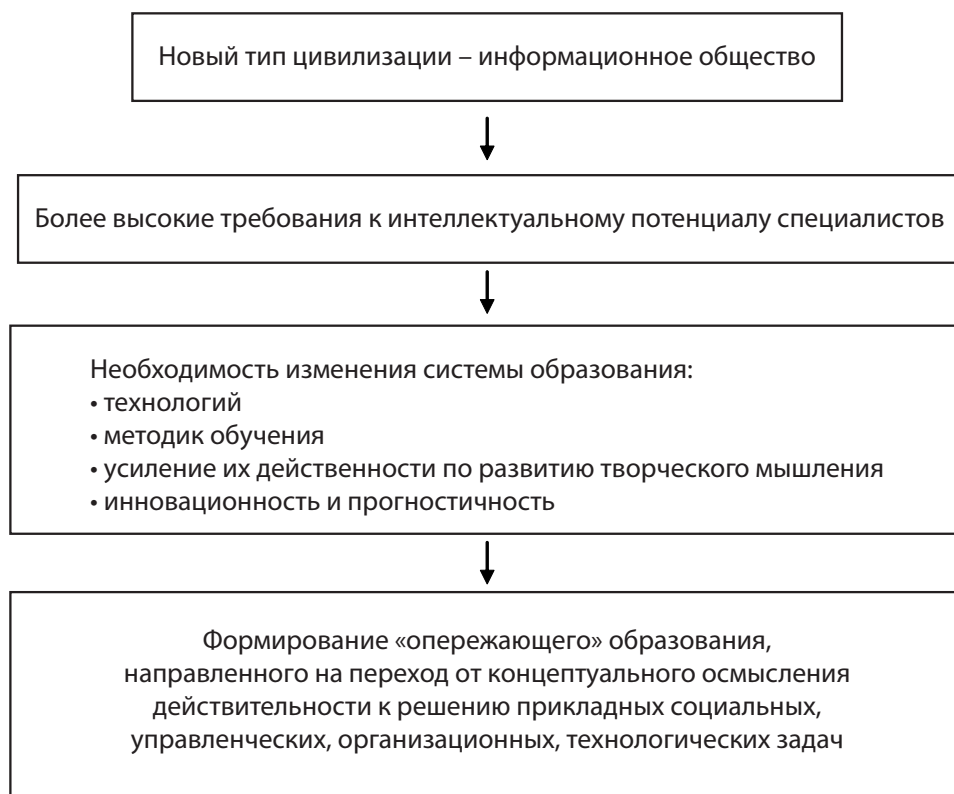 Новый тип цивилизации – информационное общество
Более высокие требования к интеллектуальному потенциалу специалистов
Необходимость изменения системы образования:
• технологий
• методик обучения
• усиление их действенности по развитию творческого мышления
• инновационность и прогностичность
Формирование «опережающего» образования,
направленного на переход от концептуального осмысления
действительности к решению прикладных социальных,
управленческих, организационных, технологических задач